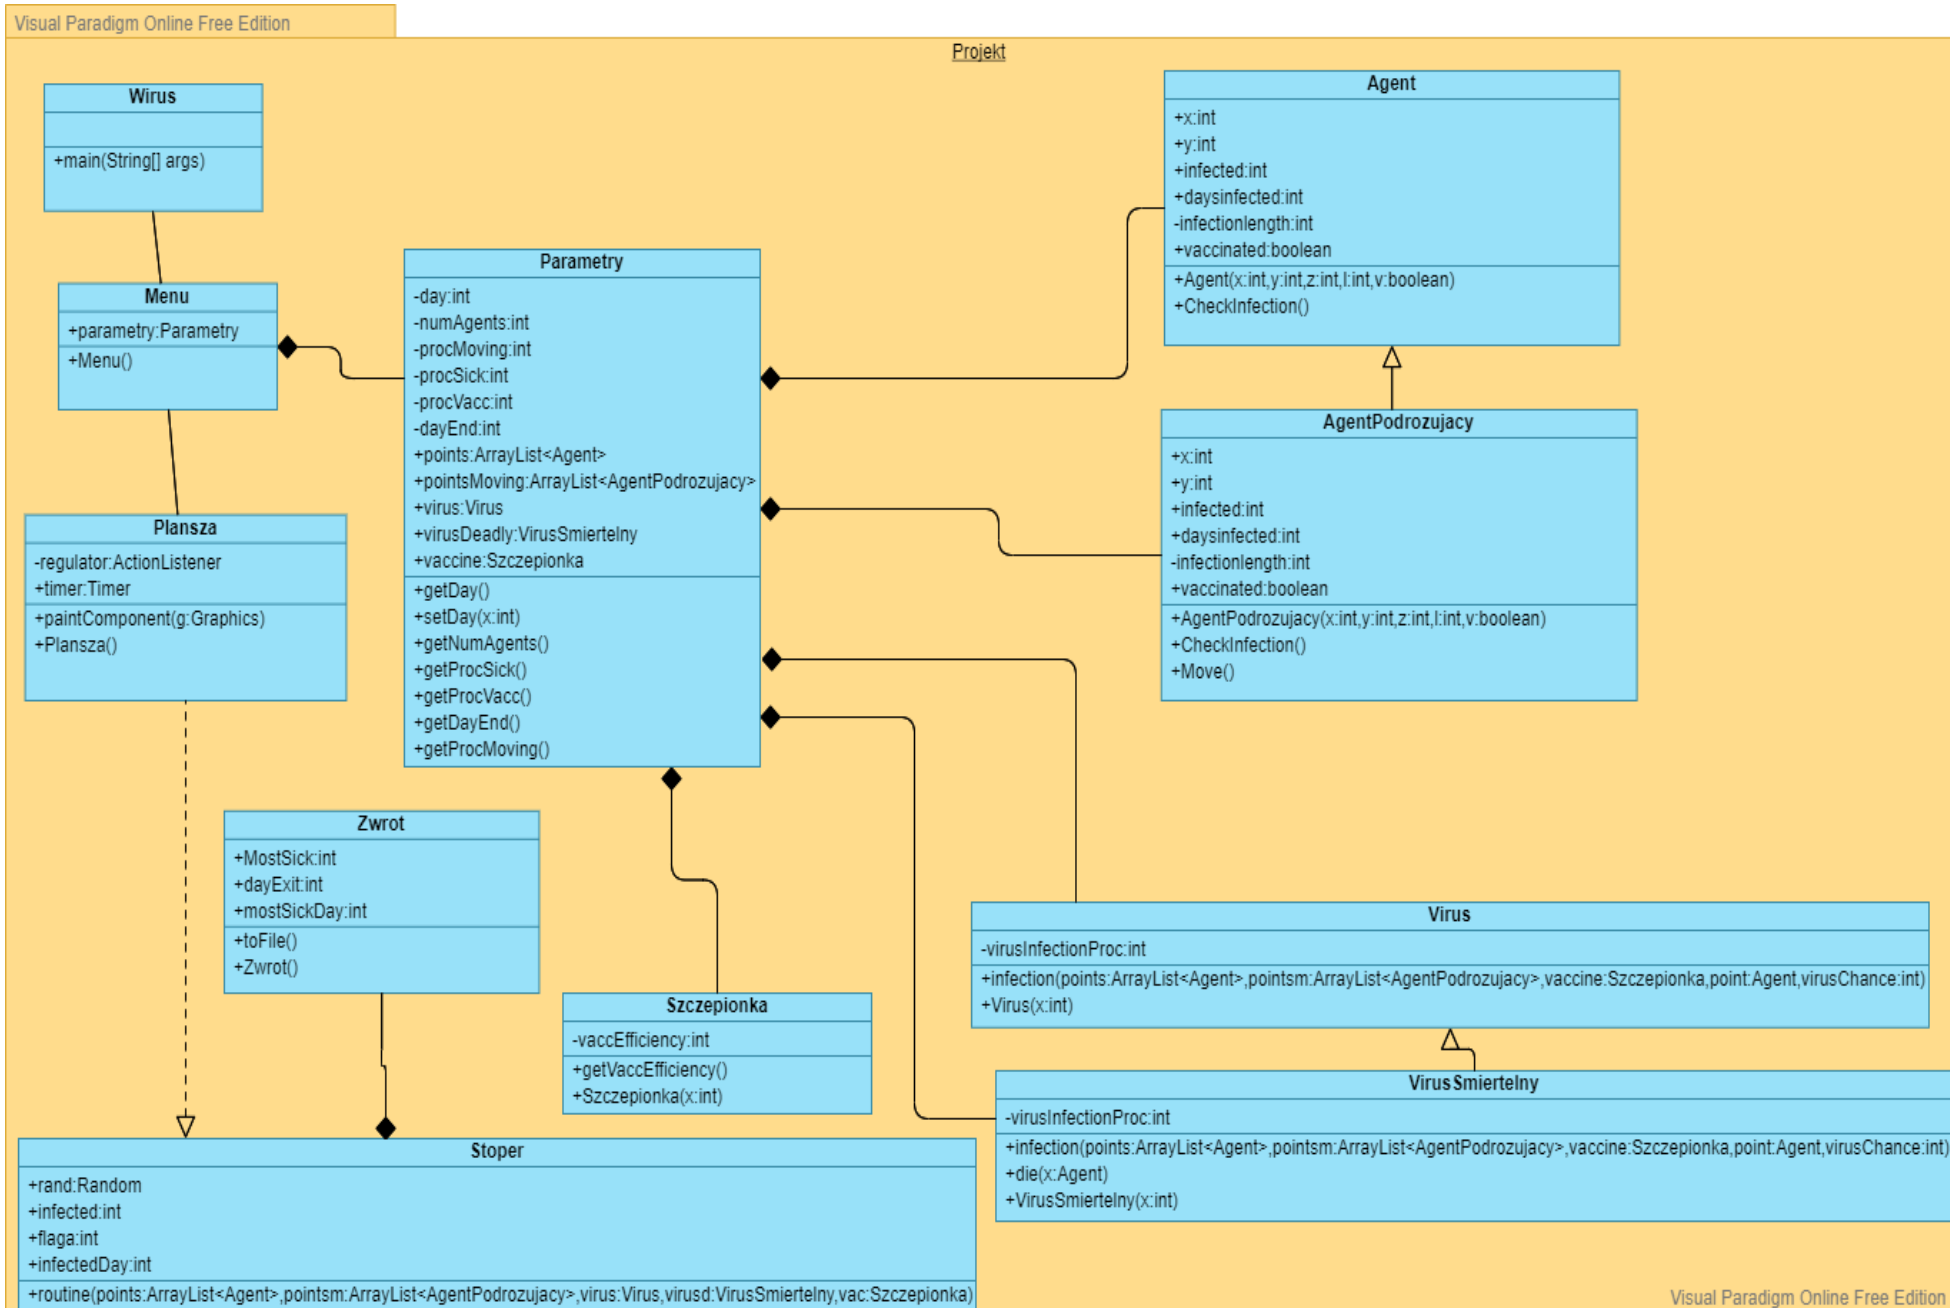 Visual Paradigm Online Free Edition
Projekt
Wirus
+main(String[] args)
Menu
+parametry:Parametry
+Menu()
Plansza
-regulator:ActionListener
+timer:Timer
+paintComponent(g:Graphics)
+Plansza()
Parametry
-day:int
-numAgents:int
-procMoving:int
-procSick:int
-procVacc:int
-dayEnd:int
+points:ArrayList<Agent>
+pointsMoving:ArrayList<AgentPodrozujacy>
+virus:Virus
+virusDeadly:VirusSmiertelny
+vaccine:Szczepionka
+getDay()
+setDay(x:int)
+getNumAgents()
+getProcSick()
+getProcVacc()
+getDayEnd()
+getProcMoving()
Agent
+x:int
+y:int
+infected:int
+daysinfected:int
-infectionlength:int
+vaccinated:boolean
+Agent(x:int,y:int,z:int,l:int,v:boolean)
+CheckInfection()
AgentPodrozujacy
+x:int
+y:int
+infected:int
+daysinfected:int
-infectionlength:int
+vaccinated:boolean
+AgentPodrozujacy(x:int,y:int,z:int,l:int,v:boolean)
+CheckInfection()
+Move()
Zwrot
+MostSick:int
+dayExit:int
+mostSickDay:int
+toFile()
+Zwrot()
Szczepionka
-vaccEfficiency:int
+getVaccEfficiency()
+Szczepionka(x:int)
Virus
-virusInfectionProc:int
+infection(points:ArrayList<Agent>,pointsm:ArrayList<AgentPodrozujacy>,vaccine:Szczepionka,point:Agent,virusChance:int)
+Virus(x:int)
VirusSmiertelny
-virusInfectionProc:int
+infection(points:ArrayList<Agent>,pointsm:ArrayList<AgentPodrozujacy>,vaccine:Szczepionka,point:Agent,virusChance:int)
+die(x:Agent)
+VirusSmiertelny(x:int)
Stoper
+rand:Random
+infected:int
+flaga:int
+infectedDay:int
+routine(points:ArrayList<Agent>,pointsm:ArrayList<AgentPodrozujacy>,virus:Virus,virusd:VirusSmiertelny,vac:Szczepionka)
Visual Paradigm Online Free Edition